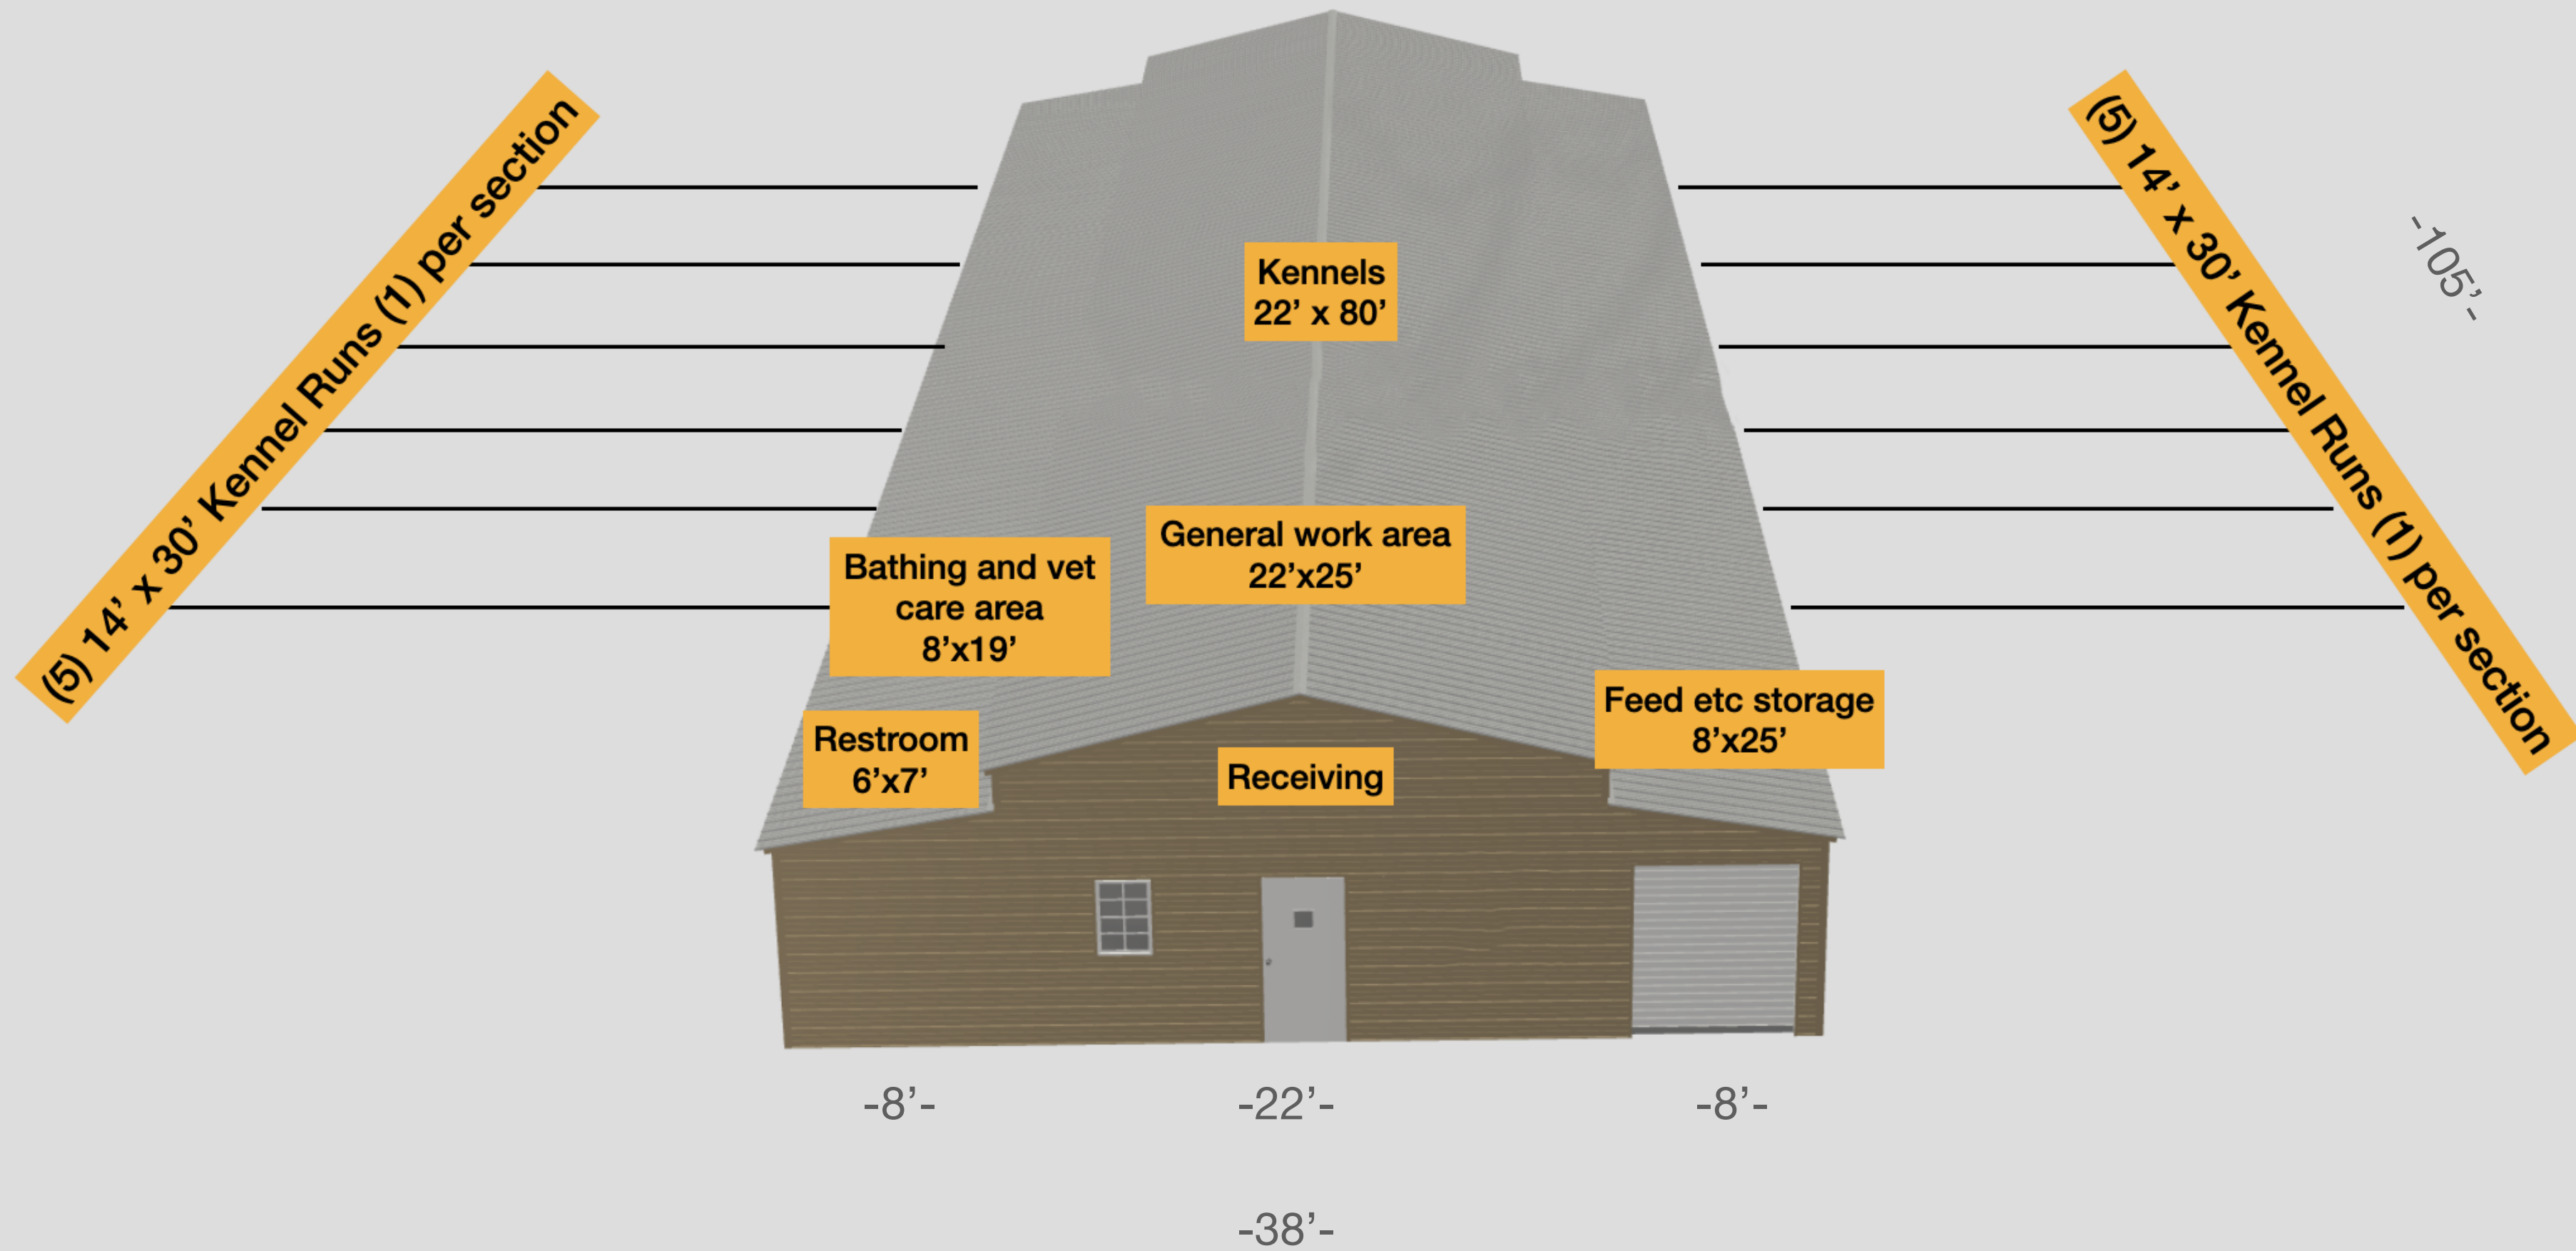 (5) 14’ x 30’ Kennel Runs (1) per section
(5) 14’ x 30’ Kennel Runs (1) per section
-105’-
Kennels
22’ x 80’
General work area
22’x25’
Bathing and vet
care area
8’x19’
Feed etc storage
8’x25’
Restroom
6’x7’
Receiving
-8’-
-22’-
-8’-
-38’-